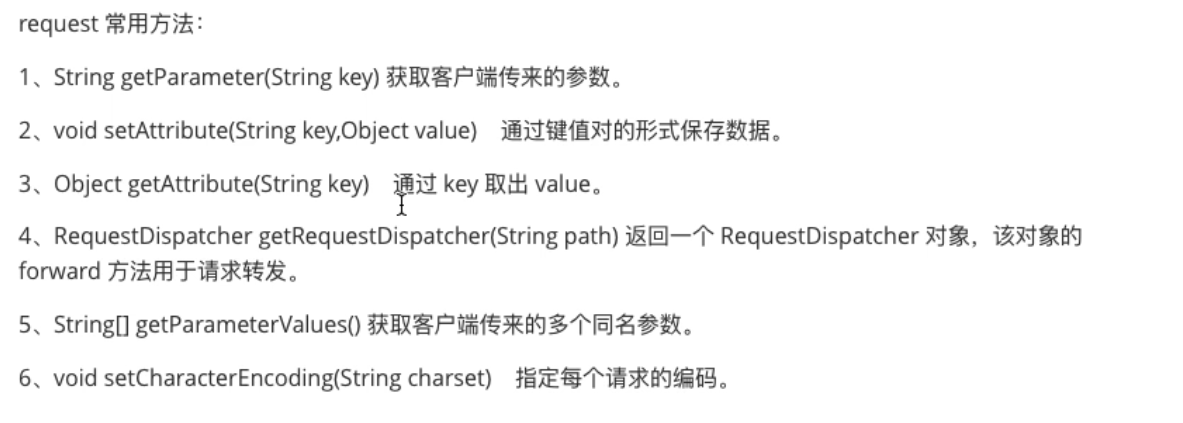 request 常用方法：
1、String getParameter(String key) 获取客户端传来的参数。
2、void setAttribute(String key,Object value)　通过键值对的形式保存数据。
3、Object getAttribute(String key)　通过 key 取出 value。
4、RequestDispatcher getRequestDispatcher(String path) 返回一个 RequestDispatcher 对象，该对象的
forward 方法用于请求转发。
5、String[] getParameterValues() 获取客户端传来的多个同名参数。
6、void setCharacterEncoding(String charset)　指定每个请求的编码。